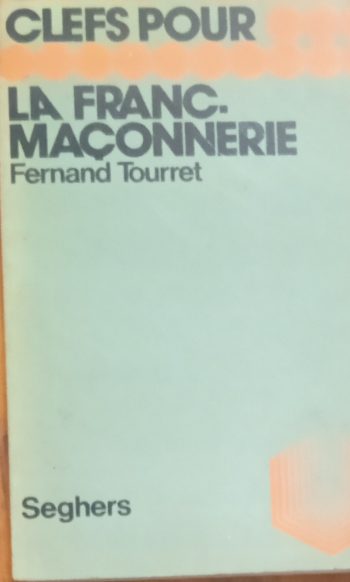 CLEFS POUR
LA FRANC-
MAÇONNERIE
Fernand Tourret
Seghers